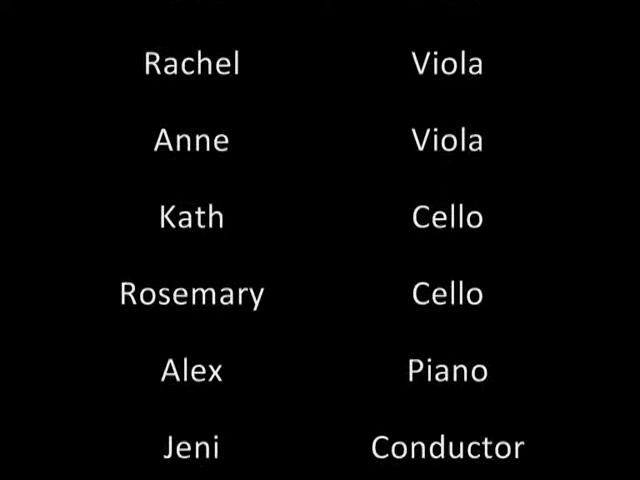 Rachel Viola
Anne Viola
Kath Cello
Rosemary Cello
Alex Piano
Jeni Conductor